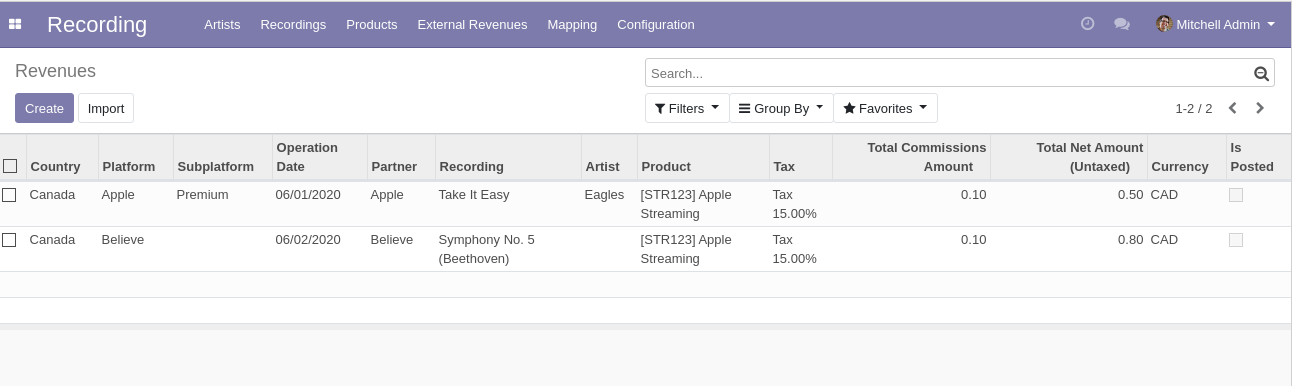 Recording Artists Recordings Products External Revenues Mapping Configuration Mitchell Admin
Revenues Search...
Create Import Filters Group By Favorites 1-2 / 2
Country Platform Subplatform Operation Date Partner Recording Artist Product Tax Total Commissions Amount Total Net Amount (Untaxed) Currency Is Posted
Canada Apple Premium 06/01/2020 Apple Take It Easy Eagles [STR123] Apple Tax 0.10 0.50 CAD
Streaming 15.00%
Canada Believe 06/02/2020 Believe Symphony No. 5 [STR123] Apple Tax 0.10 0.80 CAD
(Beethoven) Streaming 15.00%